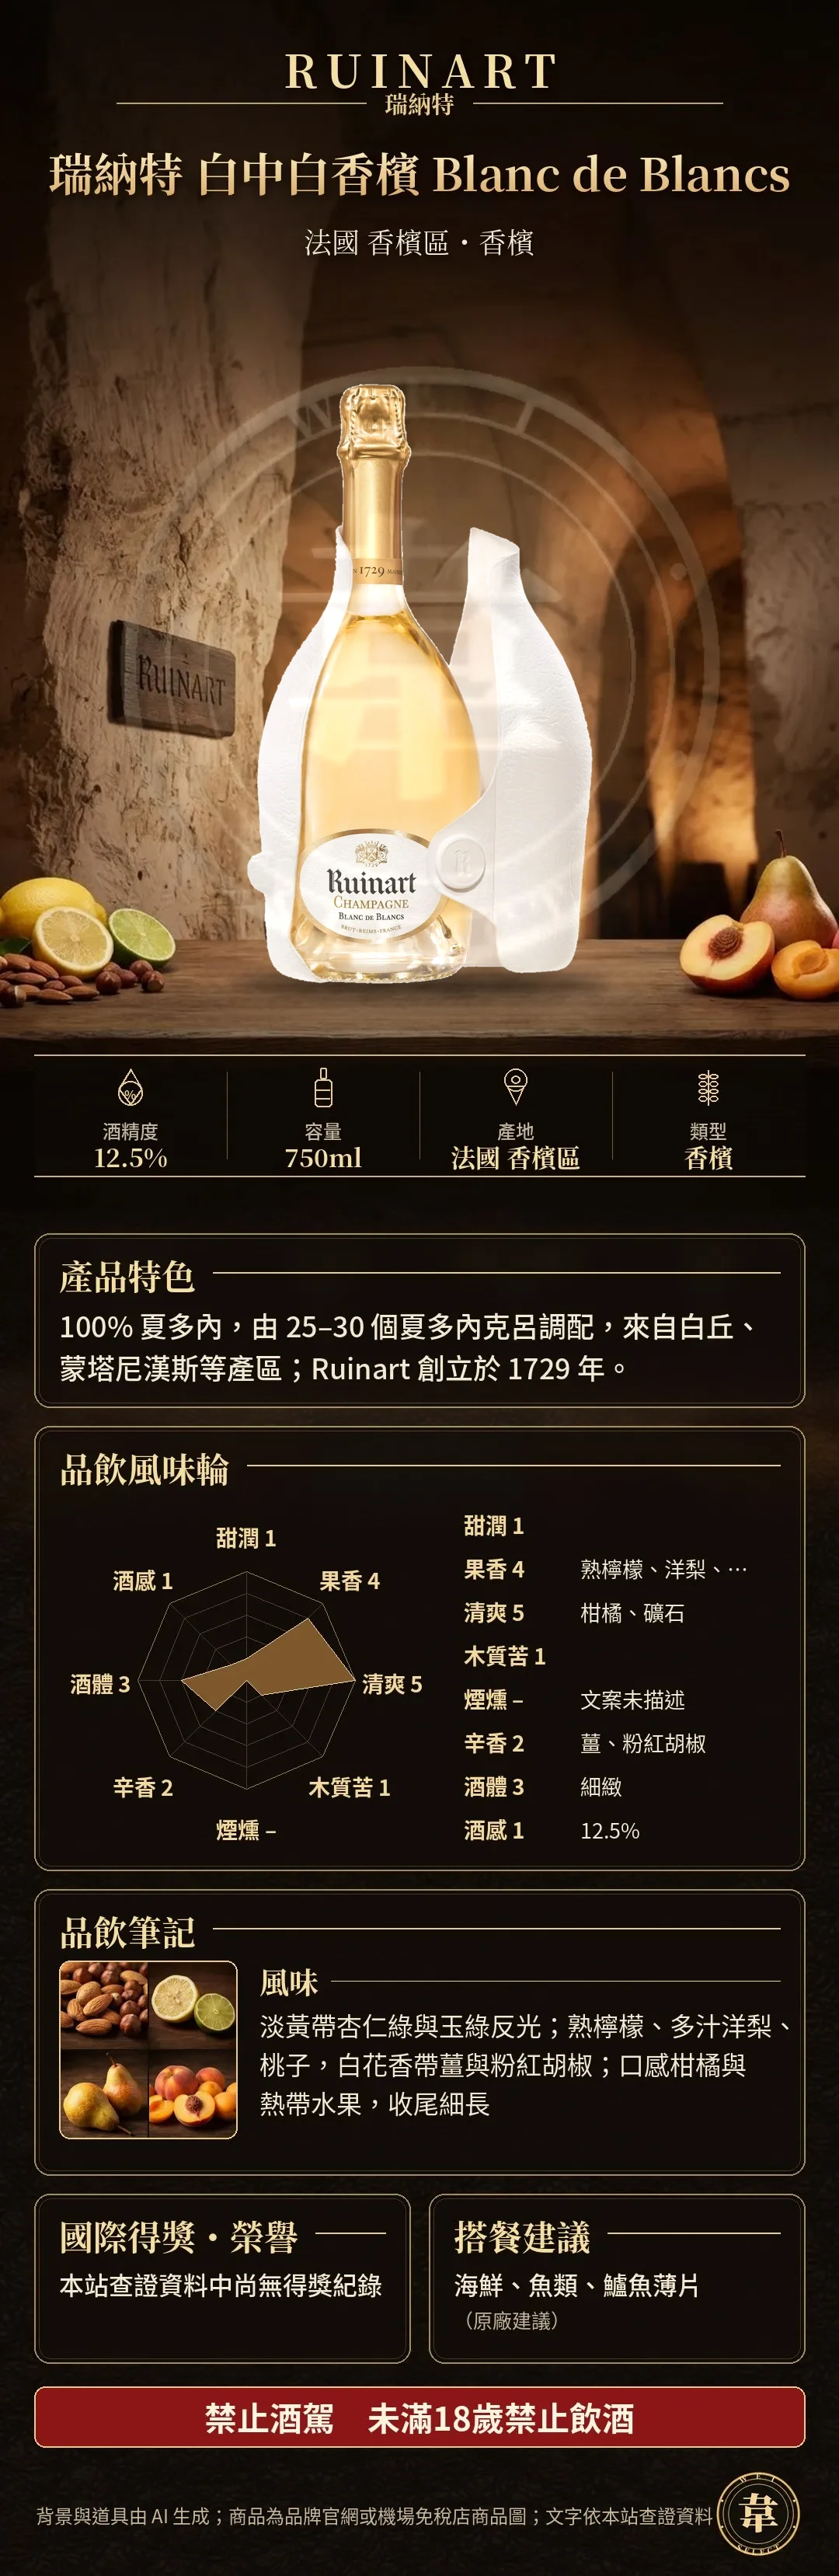 RUINART
瑞納特
瑞納特 白中白香檳 Blanc de Blancs
法國 香檳區・香檳
1729
RUINART
Ruinart
CHAMPAGNE
BLANC DE BLANCS
BRUT·REIMS·FRANCE
酒精度
12.5%
容量
750ml
產地
法國 香檳區
類型
香檳
產品特色
100% 夏多內，由 25–30 個夏多內克呂調配，來自白丘、
蒙塔尼漢斯等產區；Ruinart 創立於 1729 年。
品飲風味輪
甜潤 1
果香 4
清爽 5
木質苦 1
煙燻 –
辛香 2
酒體 3
酒感 1
甜潤 1
果香 4 熟檸檬、洋梨、…
清爽 5 柑橘、礦石
木質苦 1
煙燻 – 文案未描述
辛香 2 薑、粉紅胡椒
酒體 3 細緻
酒感 1 12.5%
品飲筆記
風味
淡黃帶杏仁綠與玉綠反光；熟檸檬、多汁洋梨、
桃子，白花香帶薑與粉紅胡椒；口感柑橘與
熱帶水果，收尾細長
國際得獎・榮譽
本站查證資料中尚無得獎紀錄
搭餐建議
海鮮、魚類、鱸魚薄片
（原廠建議）
禁止酒駕 未滿18歲禁止飲酒
背景與道具由 AI 生成；商品為品牌官網或機場免稅店商品圖；文字依本站查證資料
WEI
韋
SELECT